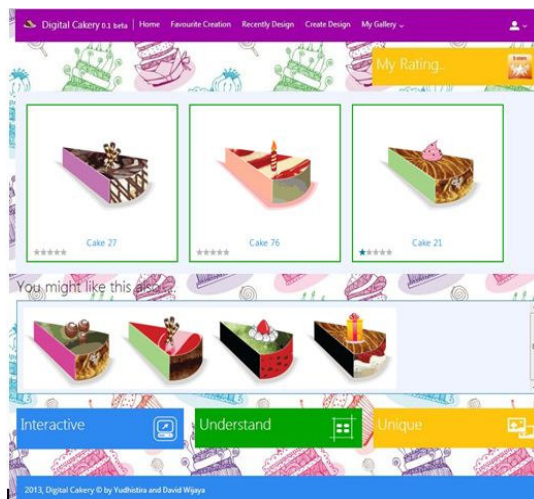 Digital Cakery 0.1 beta Home Favourite Creation Recently Design Create Design My Gallery
My Rating..
5 stars
Cake 27 Cake 76 Cake 21
You might like this also....
Interactive Understand Unique
2013, Digital Cakery © by Yudhistira and David Wijaya